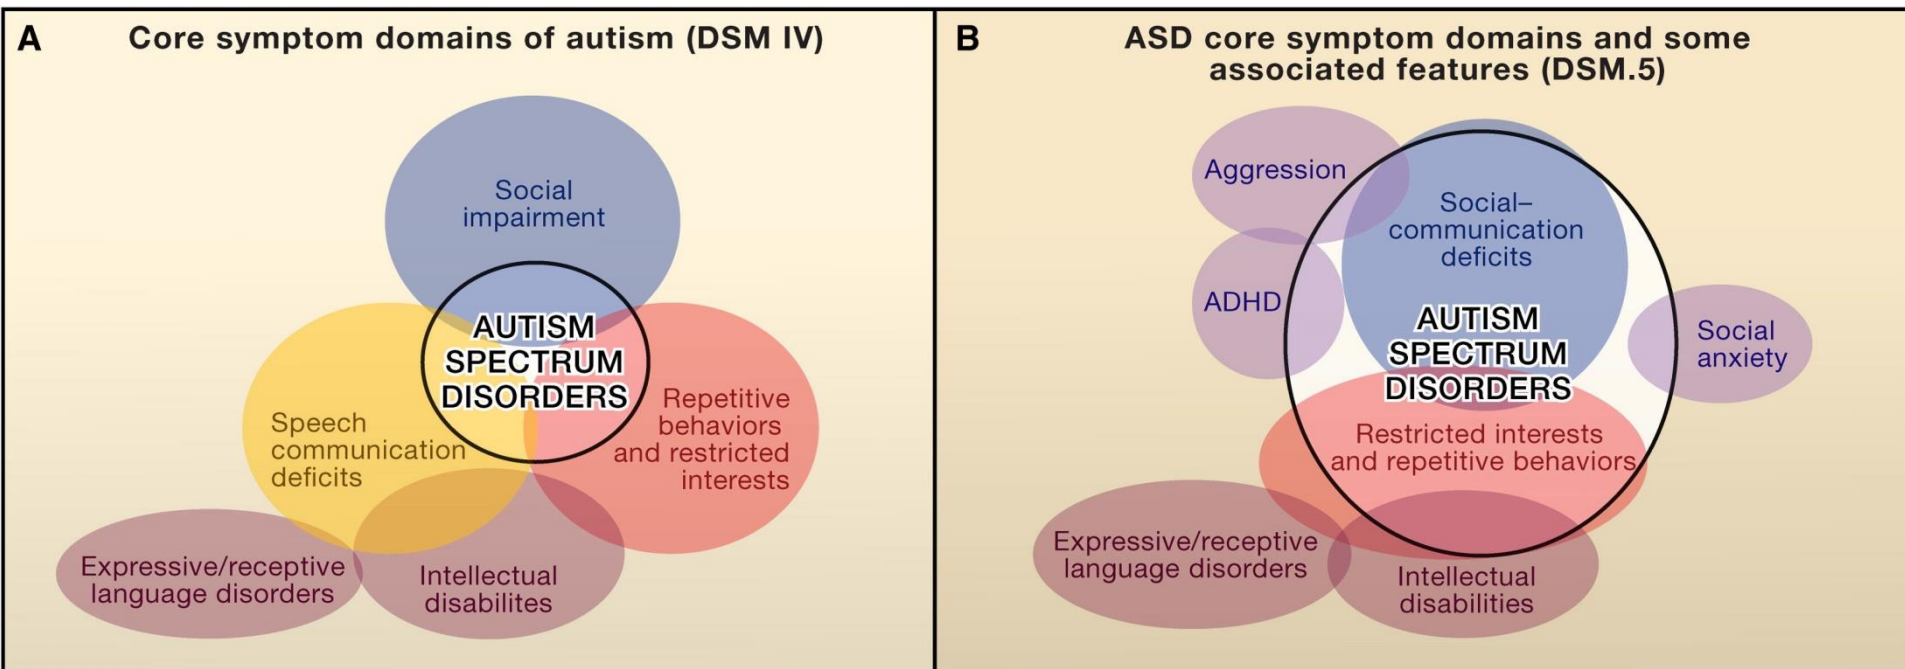 A
Core symptom domains of autism (DSM IV)
Social
impairment
AUTISM
SPECTRUM
DISORDERS
Speech
communication
deficits
Repetitive
behaviors
and restricted
interests
Expressive/receptive
language disorders
Intellectual
disabilites
B
ASD core symptom domains and some
associated features (DSM.5)
Aggression
Social–
communication
deficits
ADHD
AUTISM
SPECTRUM
DISORDERS
Social
anxiety
Restricted interests
and repetitive behaviors
Expressive/receptive
language disorders
Intellectual
disabilities